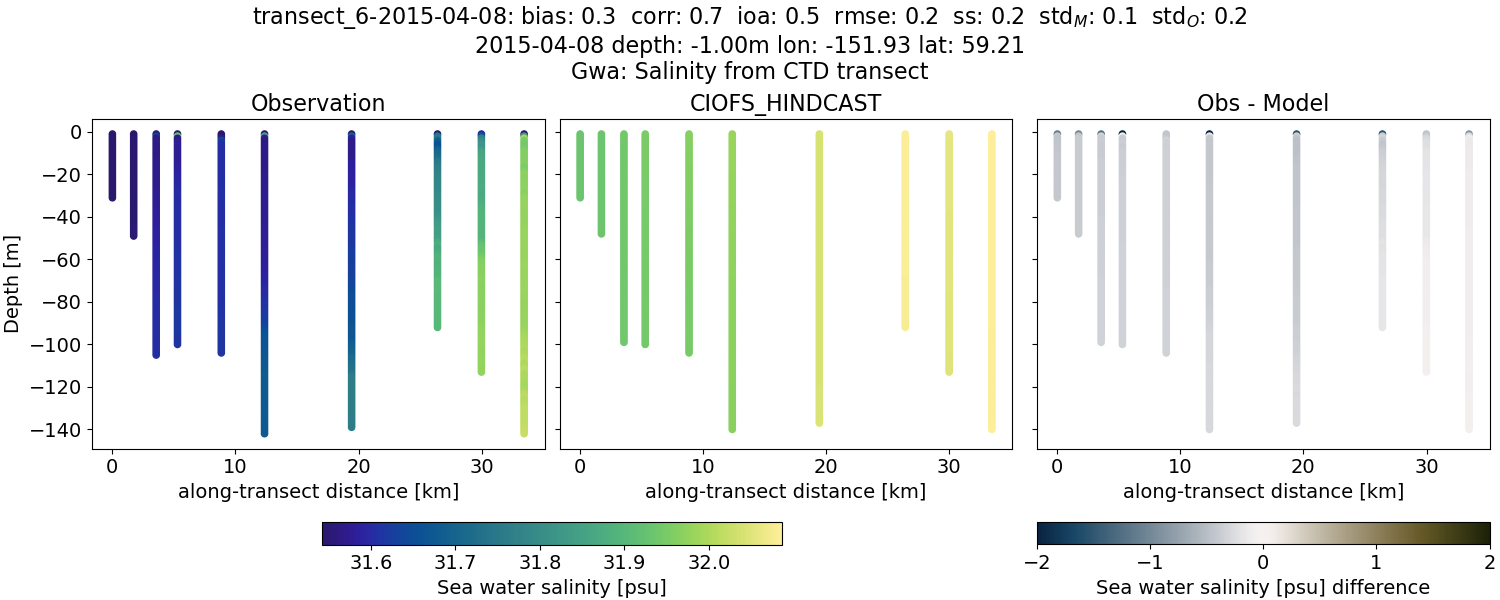 transect_6-2015-04-08: bias: 0.3 corr: 0.7 ioa: 0.5 rmse: 0.2 ss: 0.2 std_M: 0.1 std_O: 0.2
2015-04-08 depth: -1.00m lon: -151.93 lat: 59.21
Gwa: Salinity from CTD transect
Observation
CIOFS_HINDCAST
Obs - Model
Depth [m]
0
−20
−40
−60
−80
−100
−120
−140
0 10 20 30
0 10 20 30
0 10 20 30
along-transect distance [km]
along-transect distance [km]
along-transect distance [km]
31.6 31.7 31.8 31.9 32.0
Sea water salinity [psu]
−2 −1 0 1 2
Sea water salinity [psu] difference